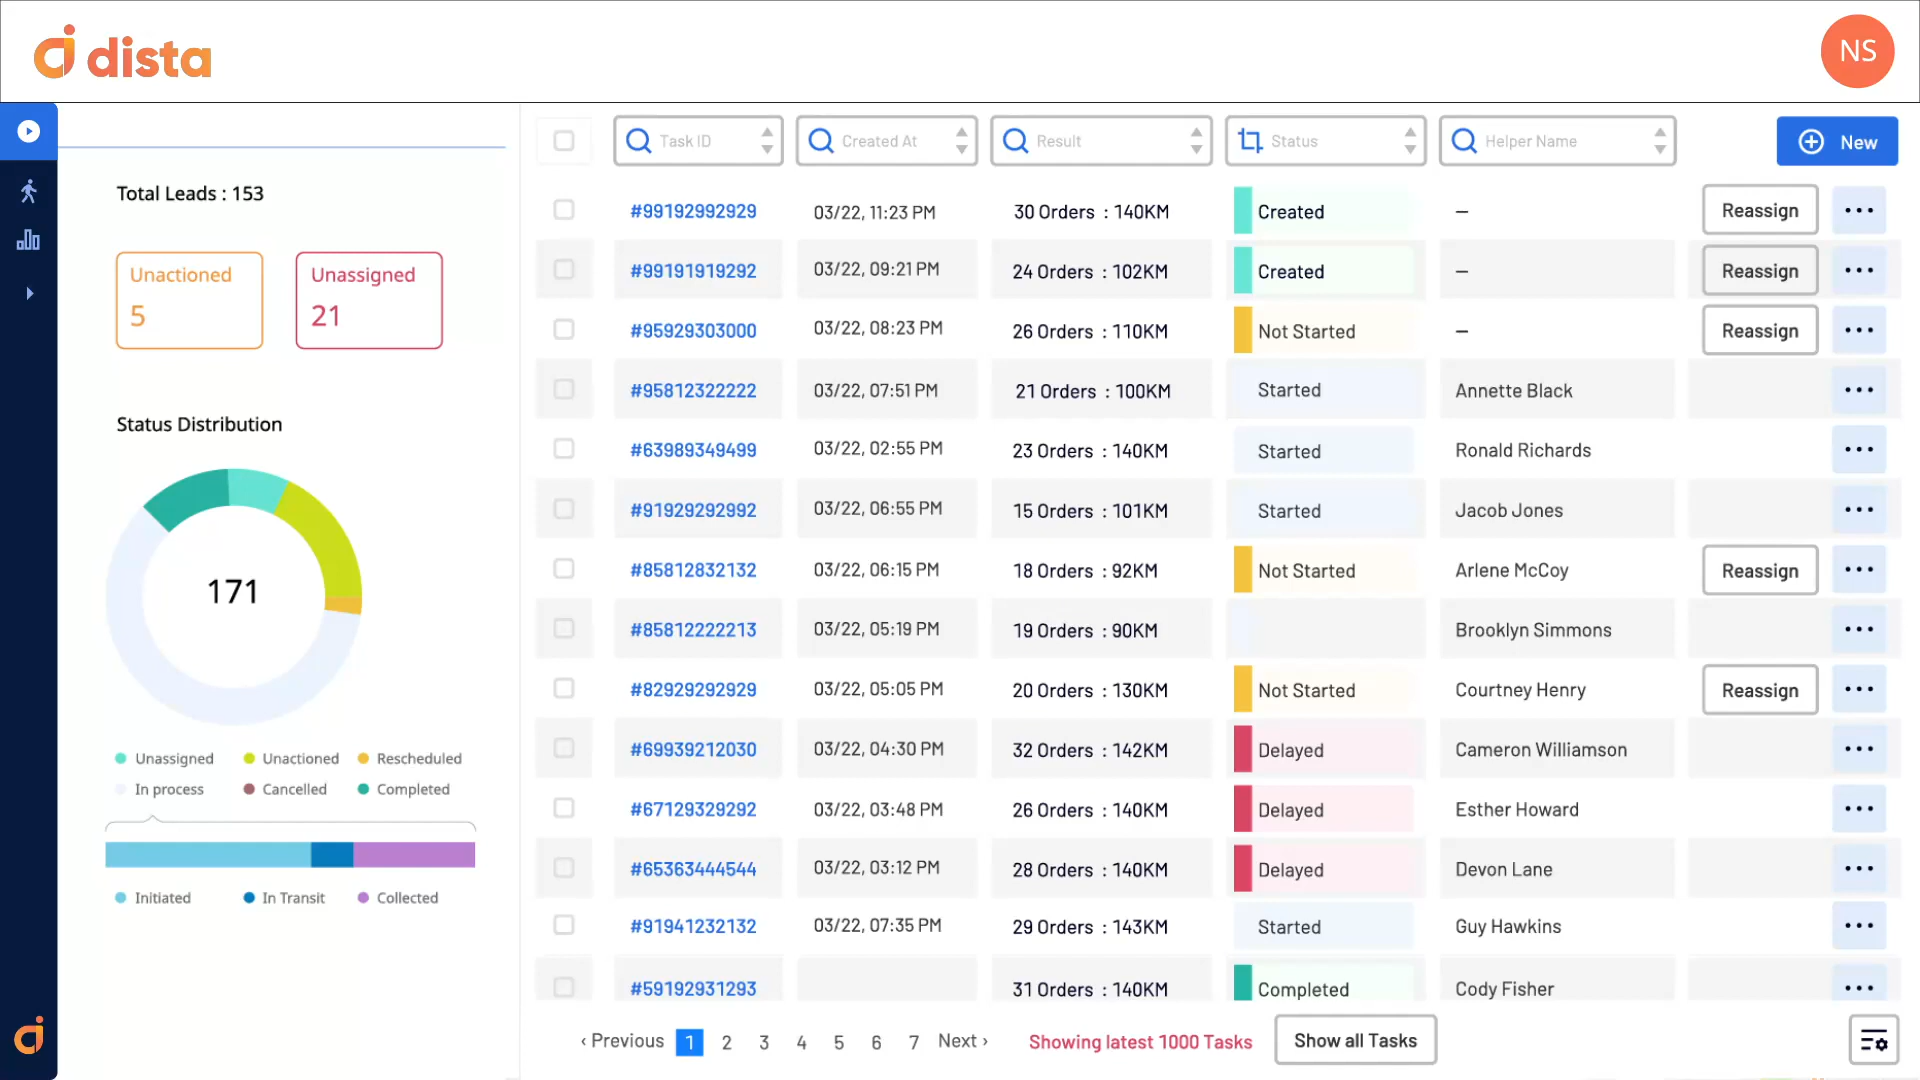 dista
NS
Task ID Created At Result Status Helper Name New
Total Leads : 153
Unactioned
5
Unassigned
21
Status Distribution
171
Unassigned Unactioned Rescheduled
In process Cancelled Completed
Initiated In Transit Collected
#99192992929 03/22, 11:23 PM 30 Orders : 140KM Created – Reassign
#99191919292 03/22, 09:21 PM 24 Orders : 102KM Created – Reassign
#95929303000 03/22, 08:23 PM 26 Orders : 110KM Not Started – Reassign
#95812322222 03/22, 07:51 PM 21 Orders : 100KM Started Annette Black
#63989349499 03/22, 02:55 PM 23 Orders : 140KM Started Ronald Richards
#91929292992 03/22, 06:55 PM 15 Orders : 101KM Started Jacob Jones
#85812832132 03/22, 06:15 PM 18 Orders : 92KM Not Started Arlene McCoy Reassign
#85812222213 03/22, 05:19 PM 19 Orders : 90KM Brooklyn Simmons
#82929292929 03/22, 05:05 PM 20 Orders : 130KM Not Started Courtney Henry Reassign
#69939212030 03/22, 04:30 PM 32 Orders : 142KM Delayed Cameron Williamson
#67129329292 03/22, 03:48 PM 26 Orders : 140KM Delayed Esther Howard
#65363444544 03/22, 03:12 PM 28 Orders : 140KM Delayed Devon Lane
#91941232132 03/22, 07:35 PM 29 Orders : 143KM Started Guy Hawkins
#59192931293 31 Orders : 140KM Completed Cody Fisher
‹ Previous 1 2 3 4 5 6 7 Next › Showing latest 1000 Tasks Show all Tasks